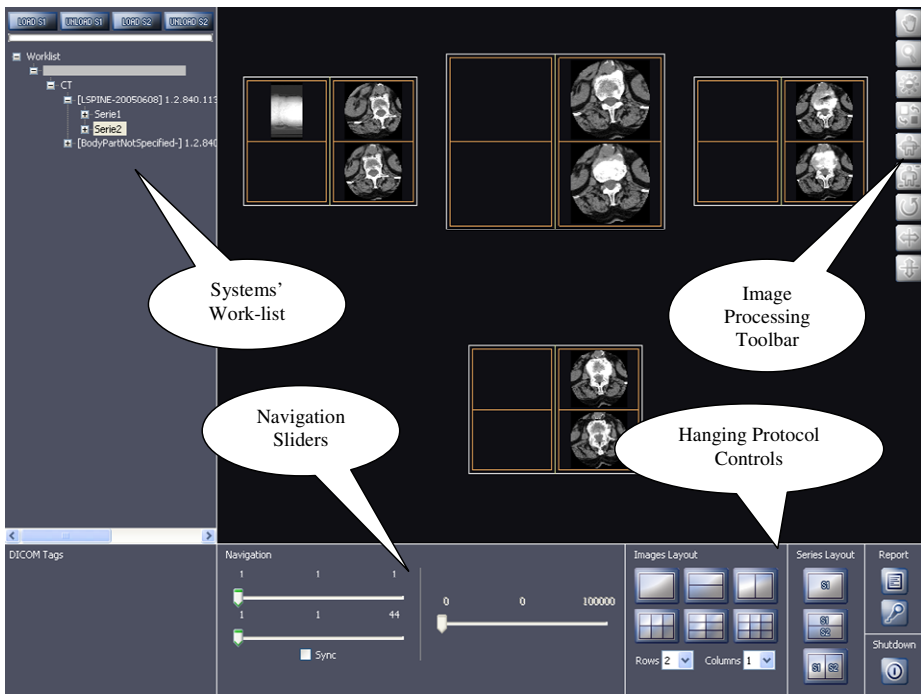 LOAD S1 UNLOAD S1 LOAD S2 UNLOAD S2
Worklist
CT
[LSPINE-20050608] 1.2.840.113
Serie1
Serie2
[BodyPartNotSpecified-] 1.2.840
Systems’
Work-list
Image
Processing
Toolbar
Navigation
Sliders
Hanging Protocol
Controls
DICOM Tags
Navigation
1 1 1
1 1 44
Sync
0 0 100000
Images Layout
Rows 2 Columns 1
Series Layout
S1
S1
S2
S1 S2
Report
Shutdown